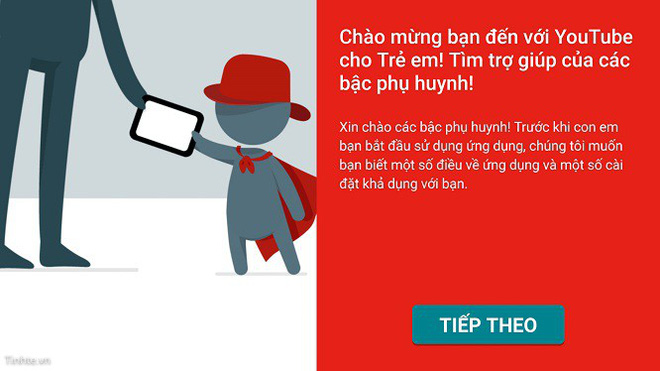 Chào mừng bạn đến với YouTube
cho Trẻ em! Tìm trợ giúp của các
bậc phụ huynh!
Xin chào các bậc phụ huynh! Trước khi con em
bạn bắt đầu sử dụng ứng dụng, chúng tôi muốn
bạn biết một số điều về ứng dụng và một số cài
đặt khả dụng với bạn.
TIẾP THEO
Tinhte.vn